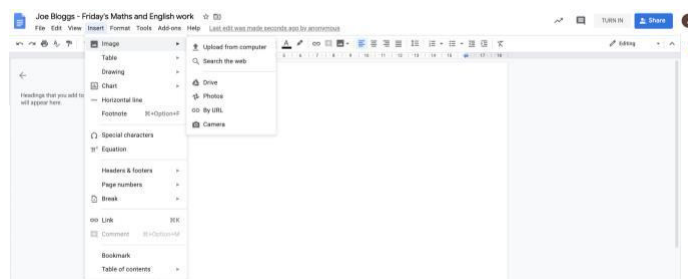 Joe Bloggs - Friday's Maths and English work
File Edit View Insert Format Tools Add-ons Help Last edit was made seconds ago by anonymous
TURN IN
Share
Editing
Headings that you add to
will appear here.
Image
Table
Drawing
Chart
Horizontal line
Footnote ⌘+Option+F
Special characters
Equation
Headers & footers
Page numbers
Break
Link ⌘K
Comment ⌘+Option+M
Bookmark
Table of contents
Upload from computer
Search the web
Drive
Photos
By URL
Camera